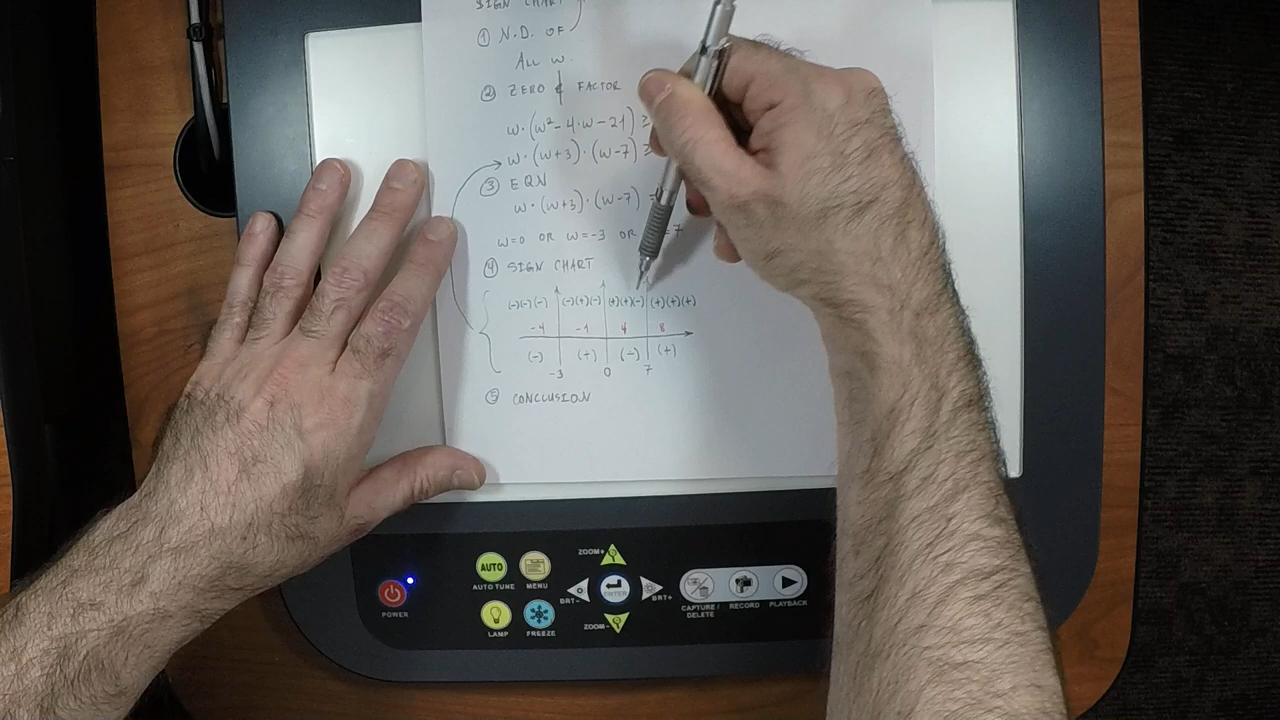 SIGN CHART
① N.D. OF
ALL W.
② ZERO & FACTOR
w·(w²-4·w-21) ≥
w·(w+3)·(w-7) ≥
③ EQN
w·(w+3)·(w-7) =
w=0 OR w=-3 OR =7
④ SIGN CHART
(-)(-)(-) (-)(+)(-) (+)(+)(-) (+)(+)(+)
-4 -1 4 8
(-) (+) (-) (+)
-3 0 7
⑤ CONCLUSION
ZOOM+
AUTO
AUTO TUNE MENU
ENTER
BRT- BRT+
CAPTURE / DELETE RECORD PLAYBACK
POWER
LAMP FREEZE
ZOOM-